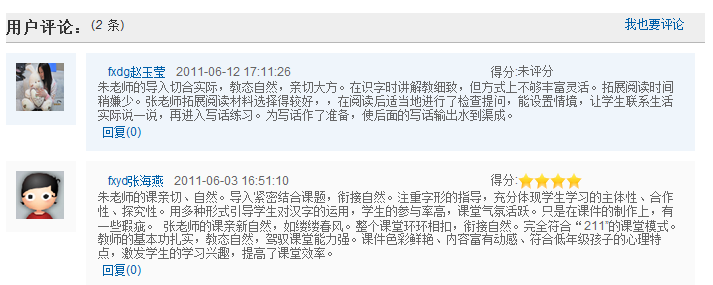 用户评论：（2 条）	我也要评论
fxdg赵玉莹 2011-06-12 17:11:26 得分:未评分
朱老师的导入切合实际，教态自然，亲切大方。在识字时讲解教细致，但方式上不够丰富灵活。拓展阅读时间
稍嫌少。张老师拓展阅读材料选择得较好，，在阅读后适当地进行了检查提问，能设置情境，让学生联系生活
实际说一说，再进入写话练习。为写话作了准备，使后面的写话输出水到渠成。
回复(0)
fxyd张海燕 2011-06-03 16:51:10 得分:
朱老师的课亲切、自然。导入紧密结合课题，衔接自然。注重字形的指导，充分体现学生学习的主体性、合作
性、探究性。用多种形式引导学生对汉字的运用，学生的参与率高，课堂气氛活跃。只是在课件的制作上，有
一些瑕疵。 张老师的课亲新自然，如缕缕春风。整个课堂环环相扣，衔接自然。完全符合“211”的课堂模式。
教师的基本功扎实，教态自然，驾驭课堂能力强。课件色彩鲜艳、内容富有动感、符合低年级孩子的心理特
点，激发学生的学习兴趣，提高了课堂效率。
回复(0)